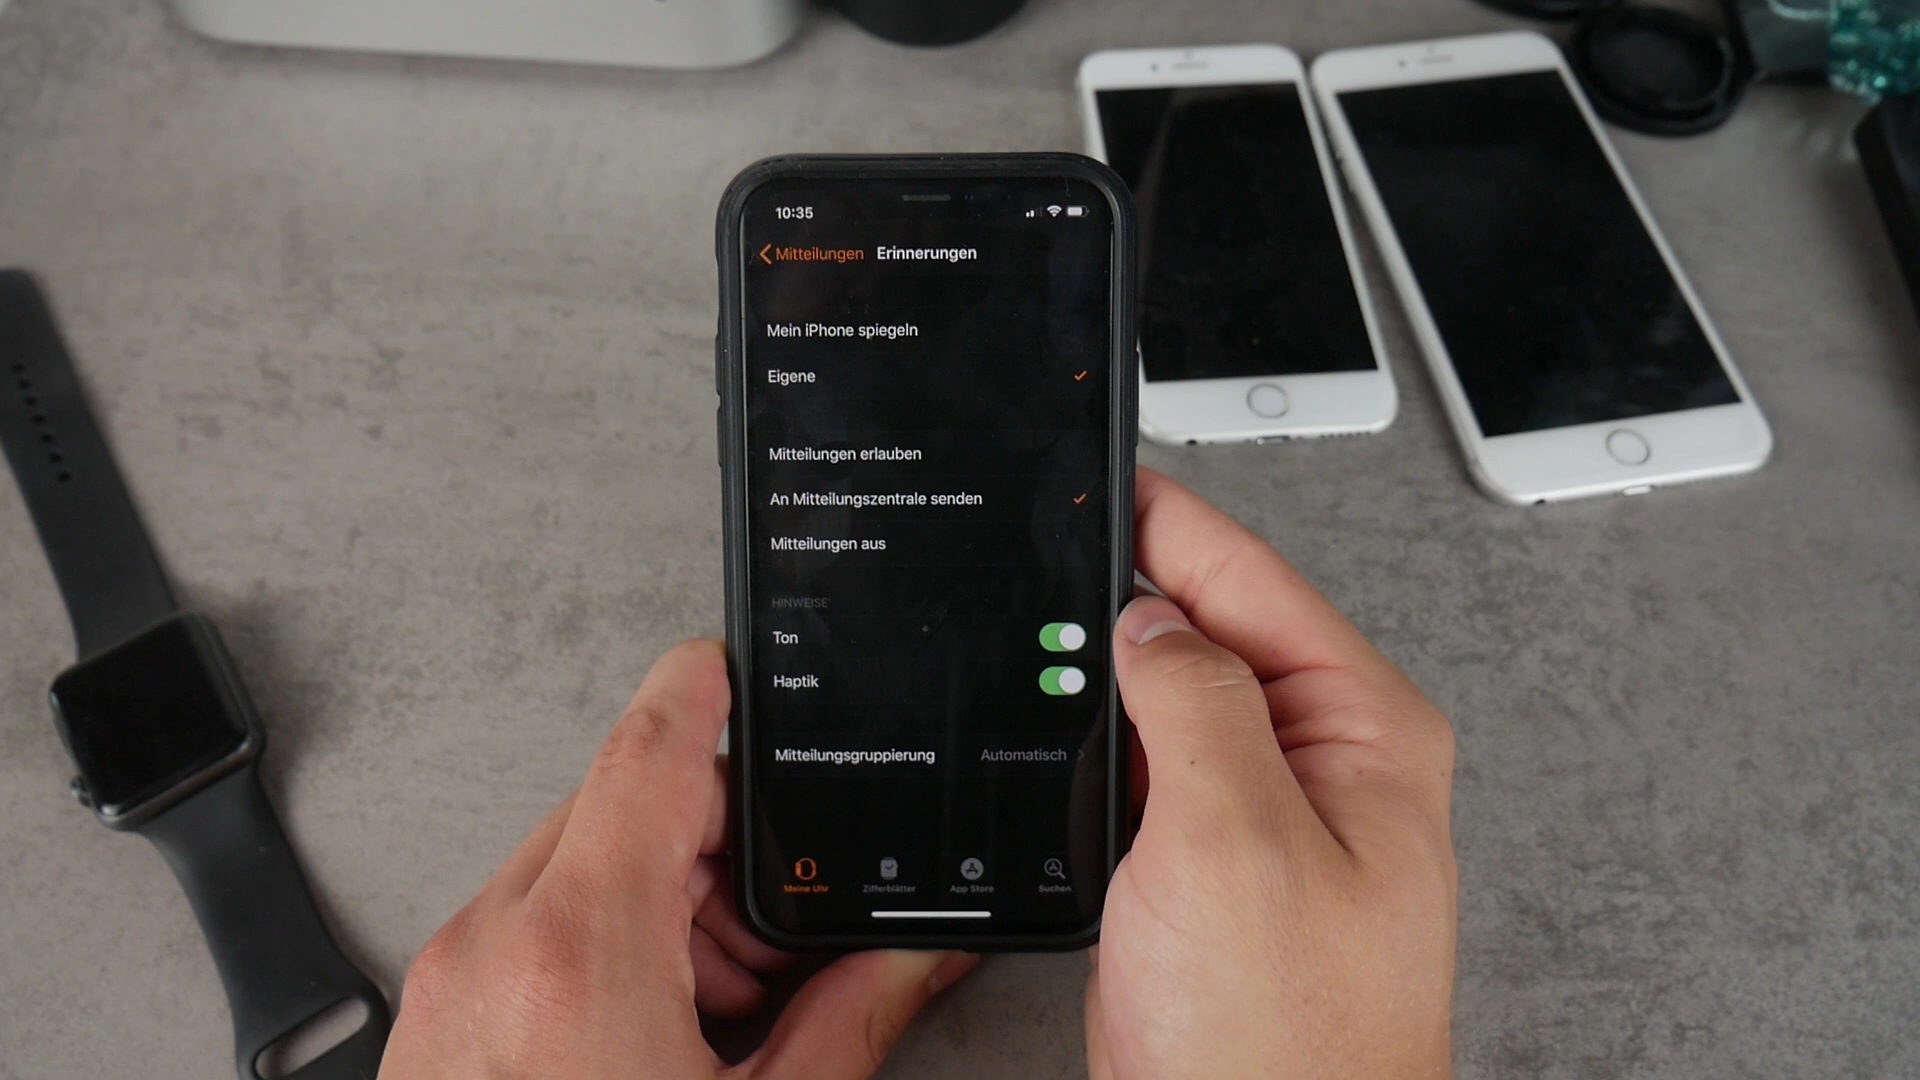 10:35
Mitteilungen Erinnerungen
Mein iPhone spiegeln
Eigene
Mitteilungen erlauben
An Mitteilungszentrale senden
Mitteilungen aus
HINWEISE
Ton
Haptik
Mitteilungsgruppierung Automatisch
Meine Uhr Zifferblätter App Store Suchen